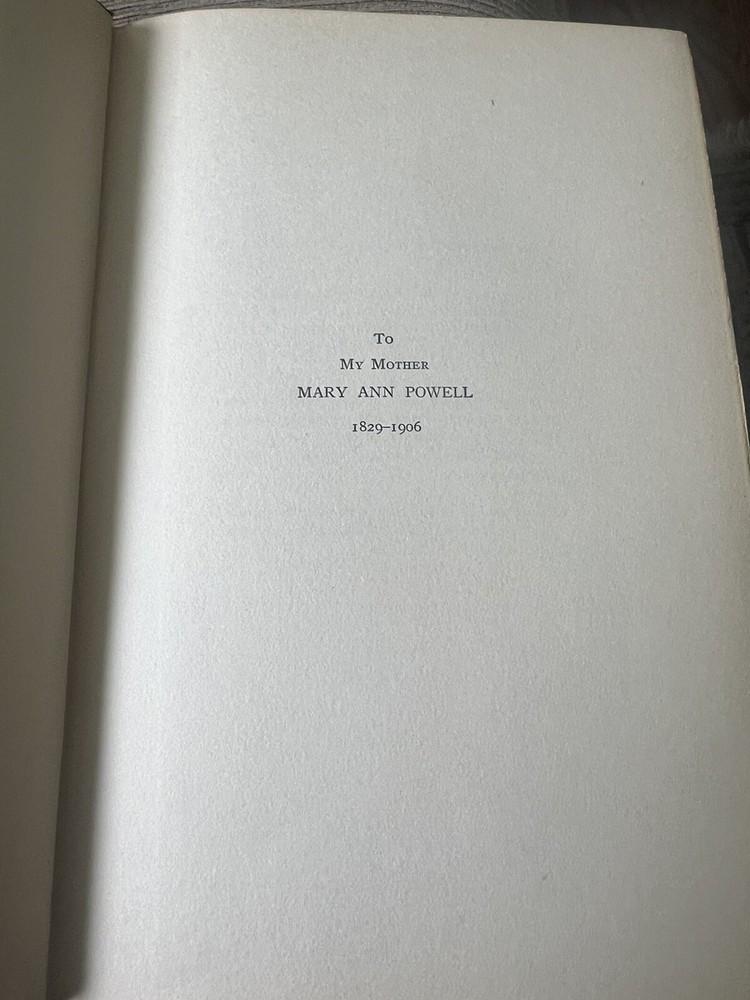 To
My Mother
MARY ANN POWELL
1829–1906